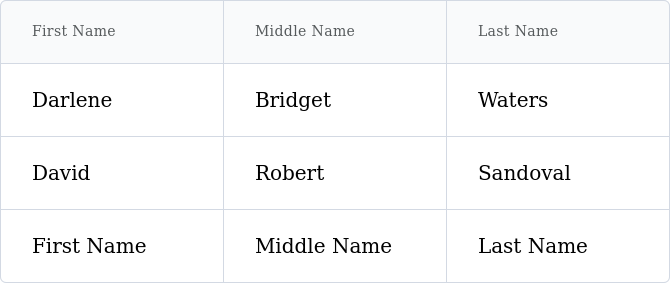 First Name Middle Name Last Name
Darlene Bridget Waters
David Robert Sandoval
First Name Middle Name Last Name